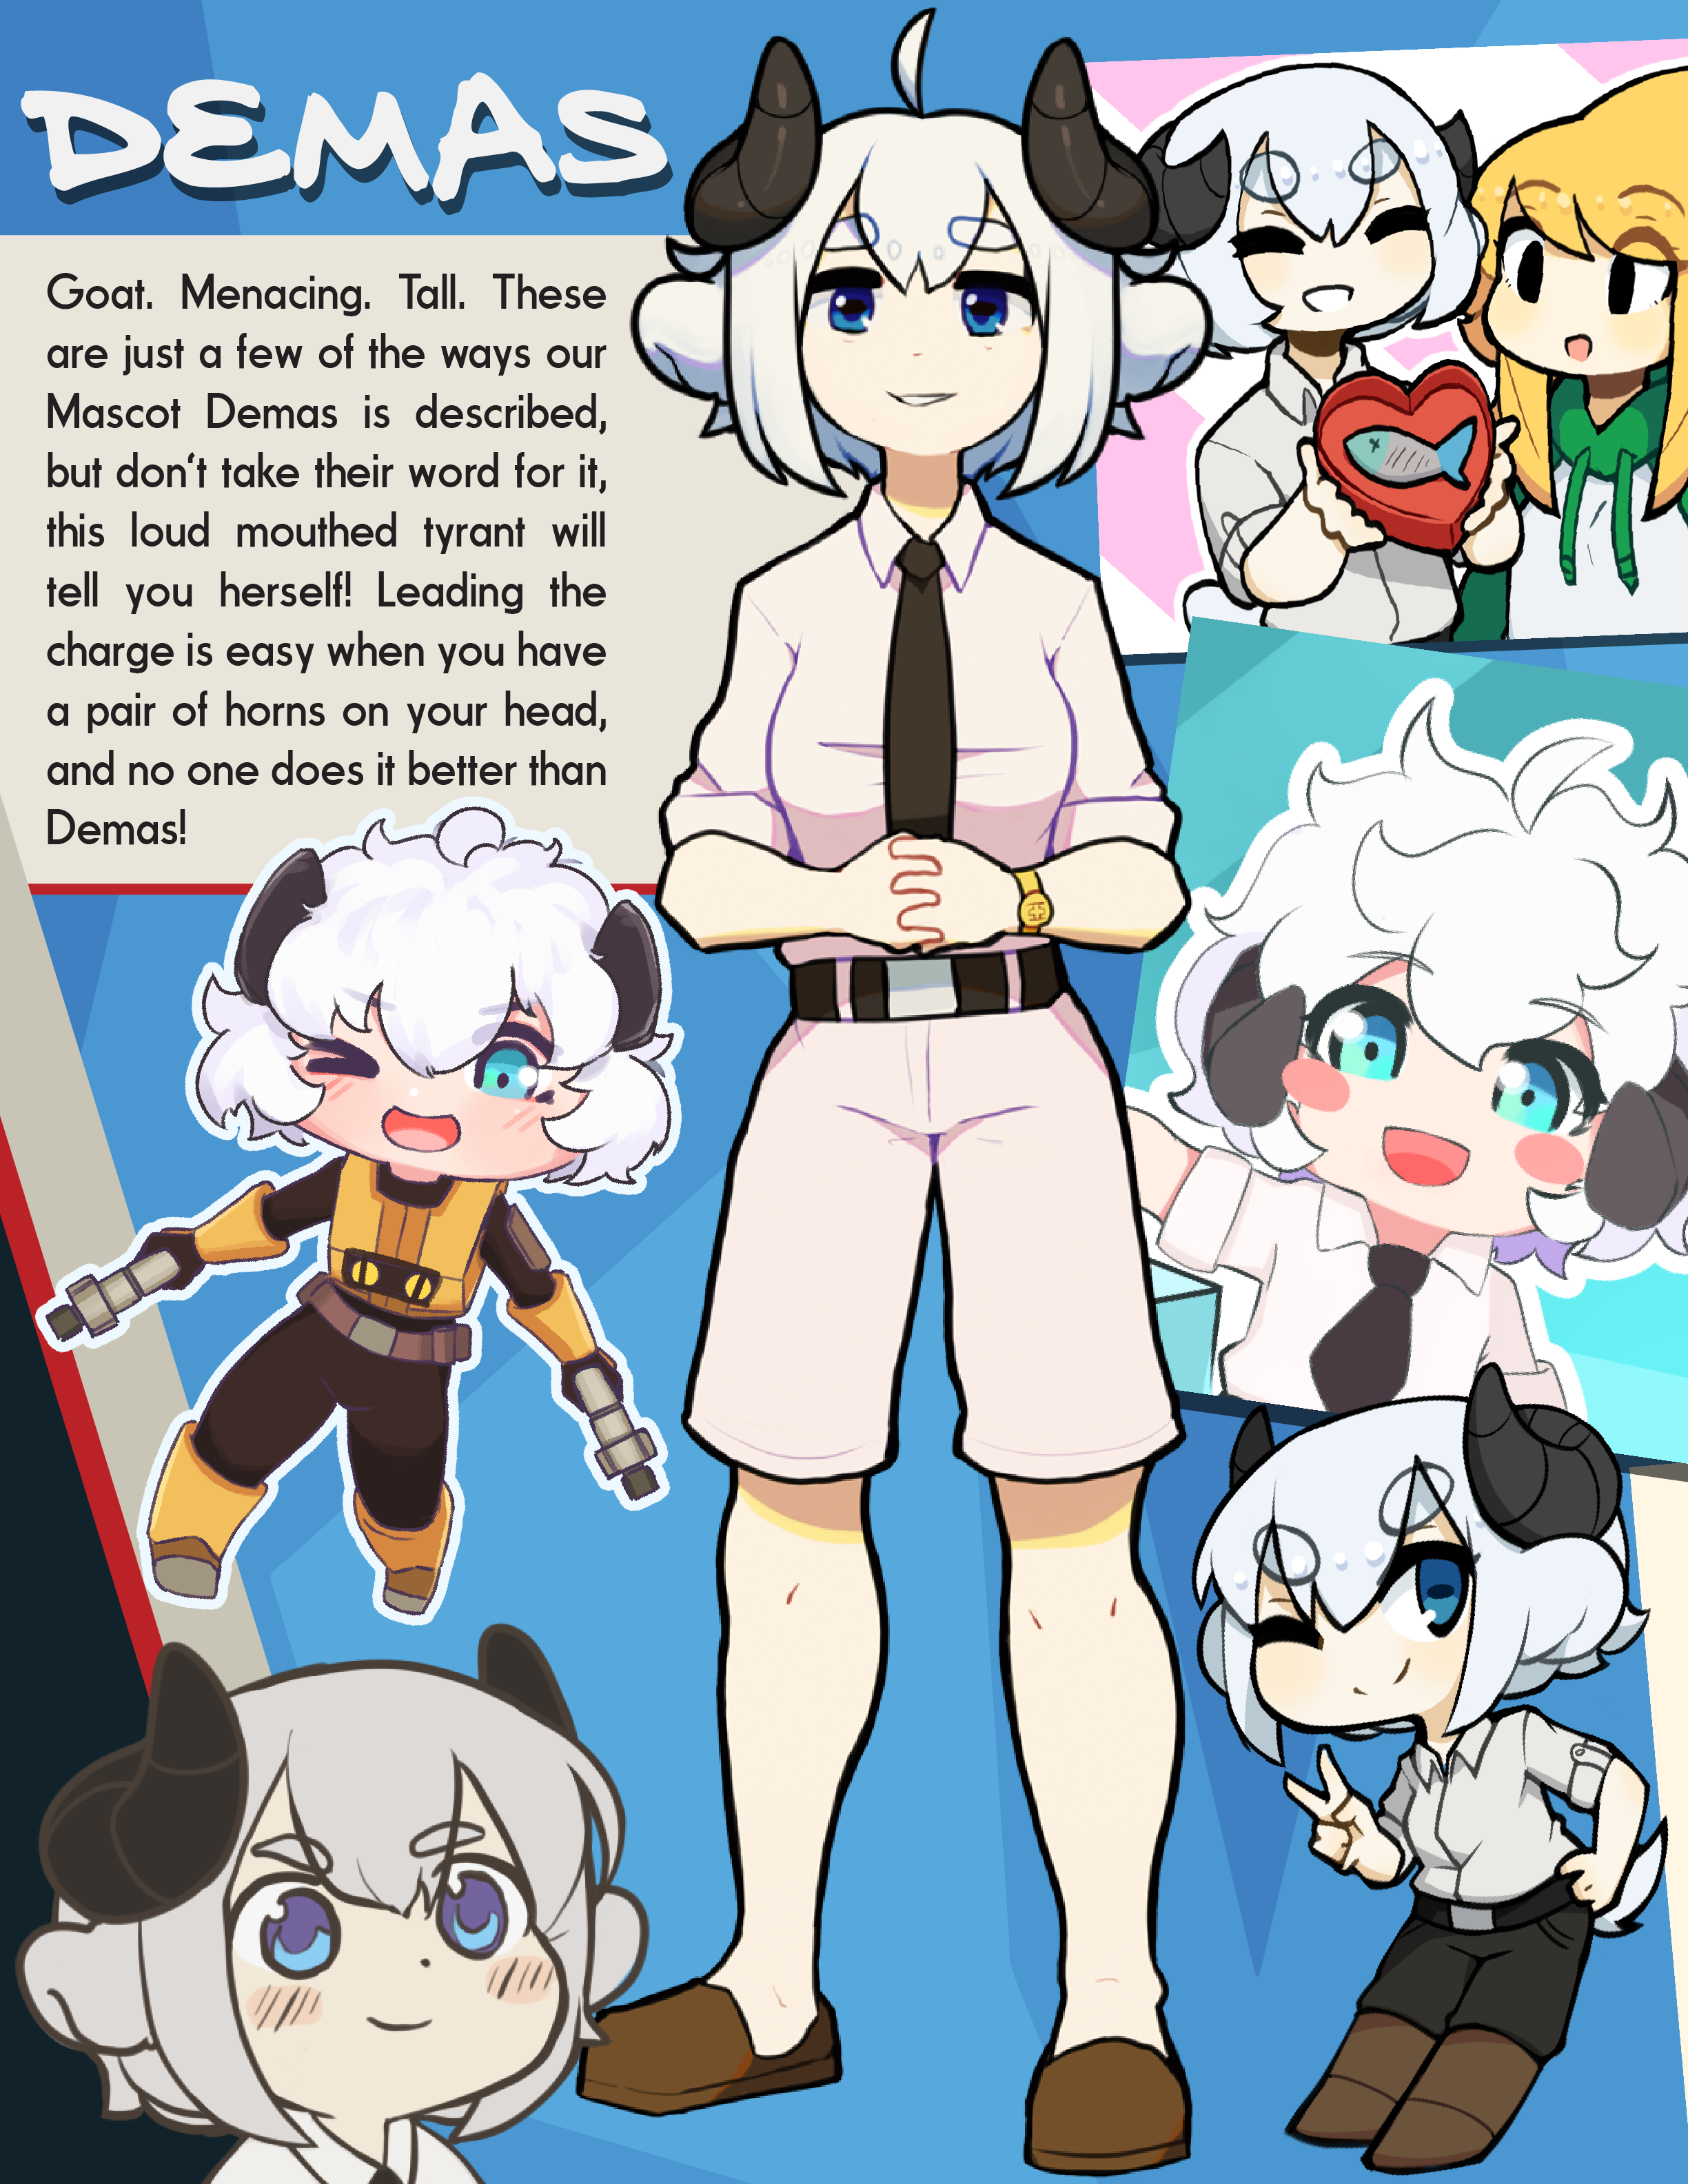 DEMAS
Goat. Menacing. Tall. These
are just a few of the ways our
Mascot Demas is described,
but don't take their word for it,
this loud mouthed tyrant will
tell you herself! Leading the
charge is easy when you have
a pair of horns on your head,
and no one does it better than
Demas!